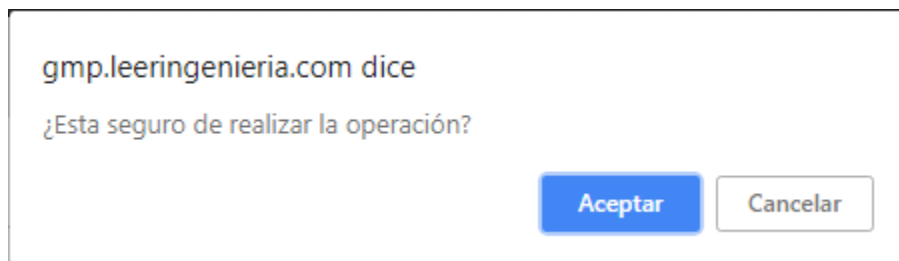 gmp.leeringenieria.com dice
¿Esta seguro de realizar la operación?
Aceptar Cancelar